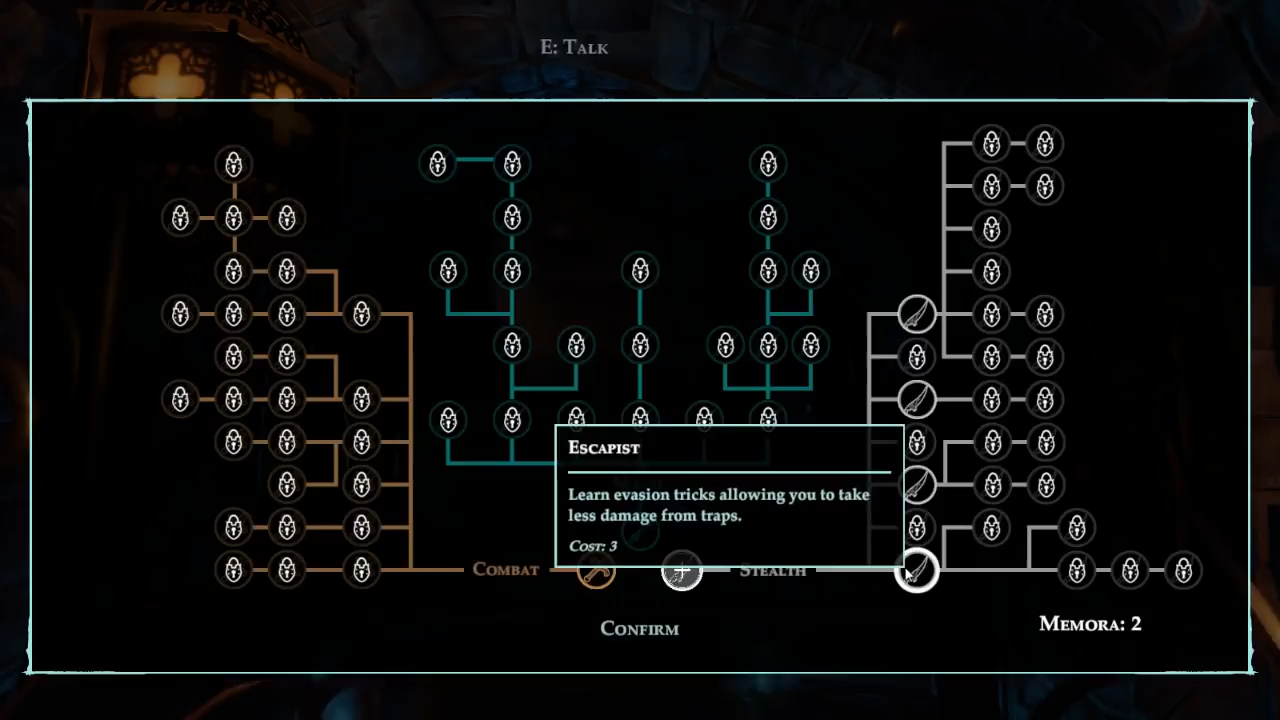 E: Talk
Escapist
Learn evasion tricks allowing you to take
less damage from traps.
Cost: 3
Combat
Stealth
Confirm
Memora: 2